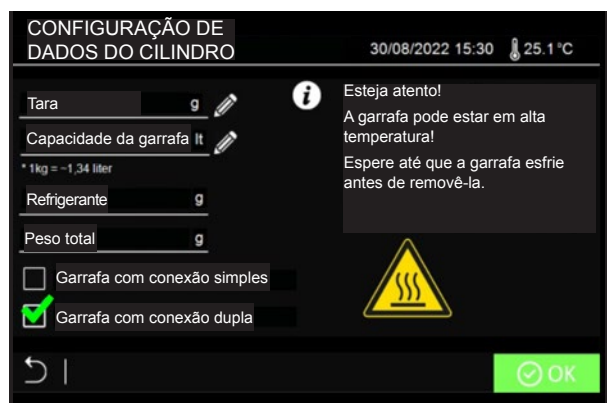 CONFIGURAÇÃO DE
DADOS DO CILINDRO
30/08/2022 15:30 25.1°C
Tara g
Capacidade da garrafa lt
* 1kg = ~1,34 liter
Refrigerante g
Peso total g
Garrafa com conexão simples
Garrafa com conexão dupla
i
Esteja atento!
A garrafa pode estar em alta
temperatura!
Espere até que a garrafa esfrie
antes de removê-la.
OK